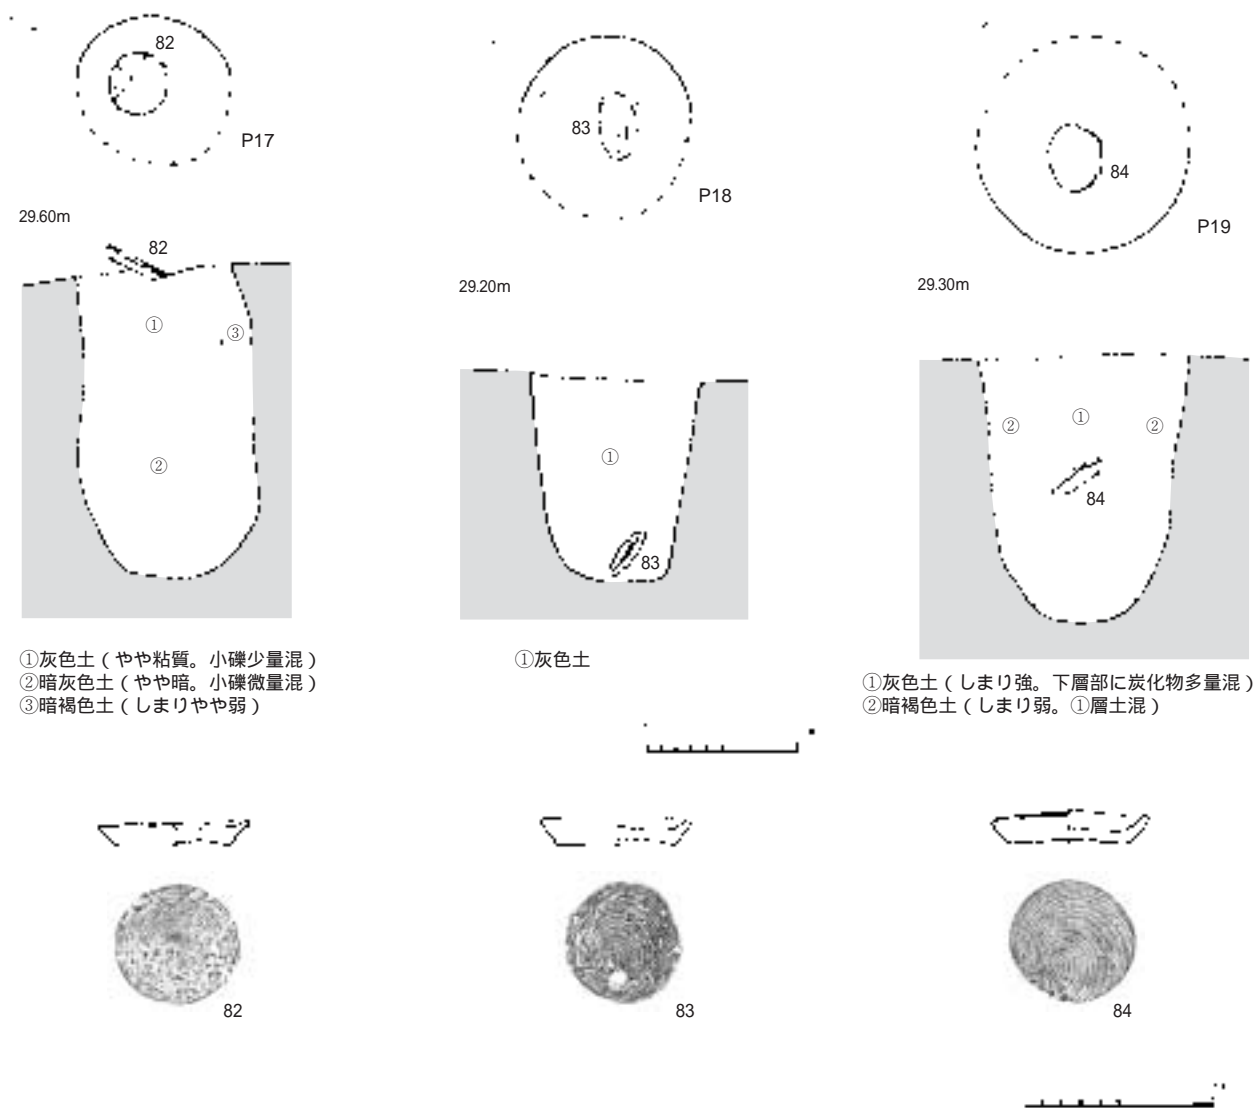 82
P17
83
P18
84
P19
29.60m
82
①
③
②
29.20m
①
83
29.30m
②
①
②
84
①灰色土（やや粘質。小礫少量混）
②暗灰色土（やや暗。小礫微量混）
③暗褐色土（しまりやや弱）
①灰色土
①灰色土（しまり強。下層部に炭化物多量混）
②暗褐色土（しまり弱。①層土混）
82
83
84